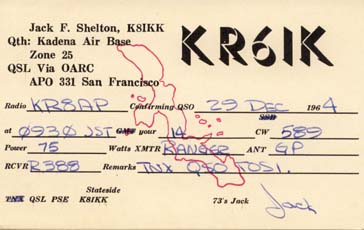 Jack F. Shelton, K8IKK
Qth: Kadena Air Base
Zone 25
QSL Via OARC
APO 331 San Francisco
KR6IK
Radio KR8AP Confirming QSO 29 DEC 1964
at 0930 JST GMT your 14 CW 589
Power 75 Watts XMTR RANGER ANT GP
RCVR R388 Remarks TNX QSO TOSI.
Stateside
TNX QSL PSE K8IKK 73's Jack
Jack